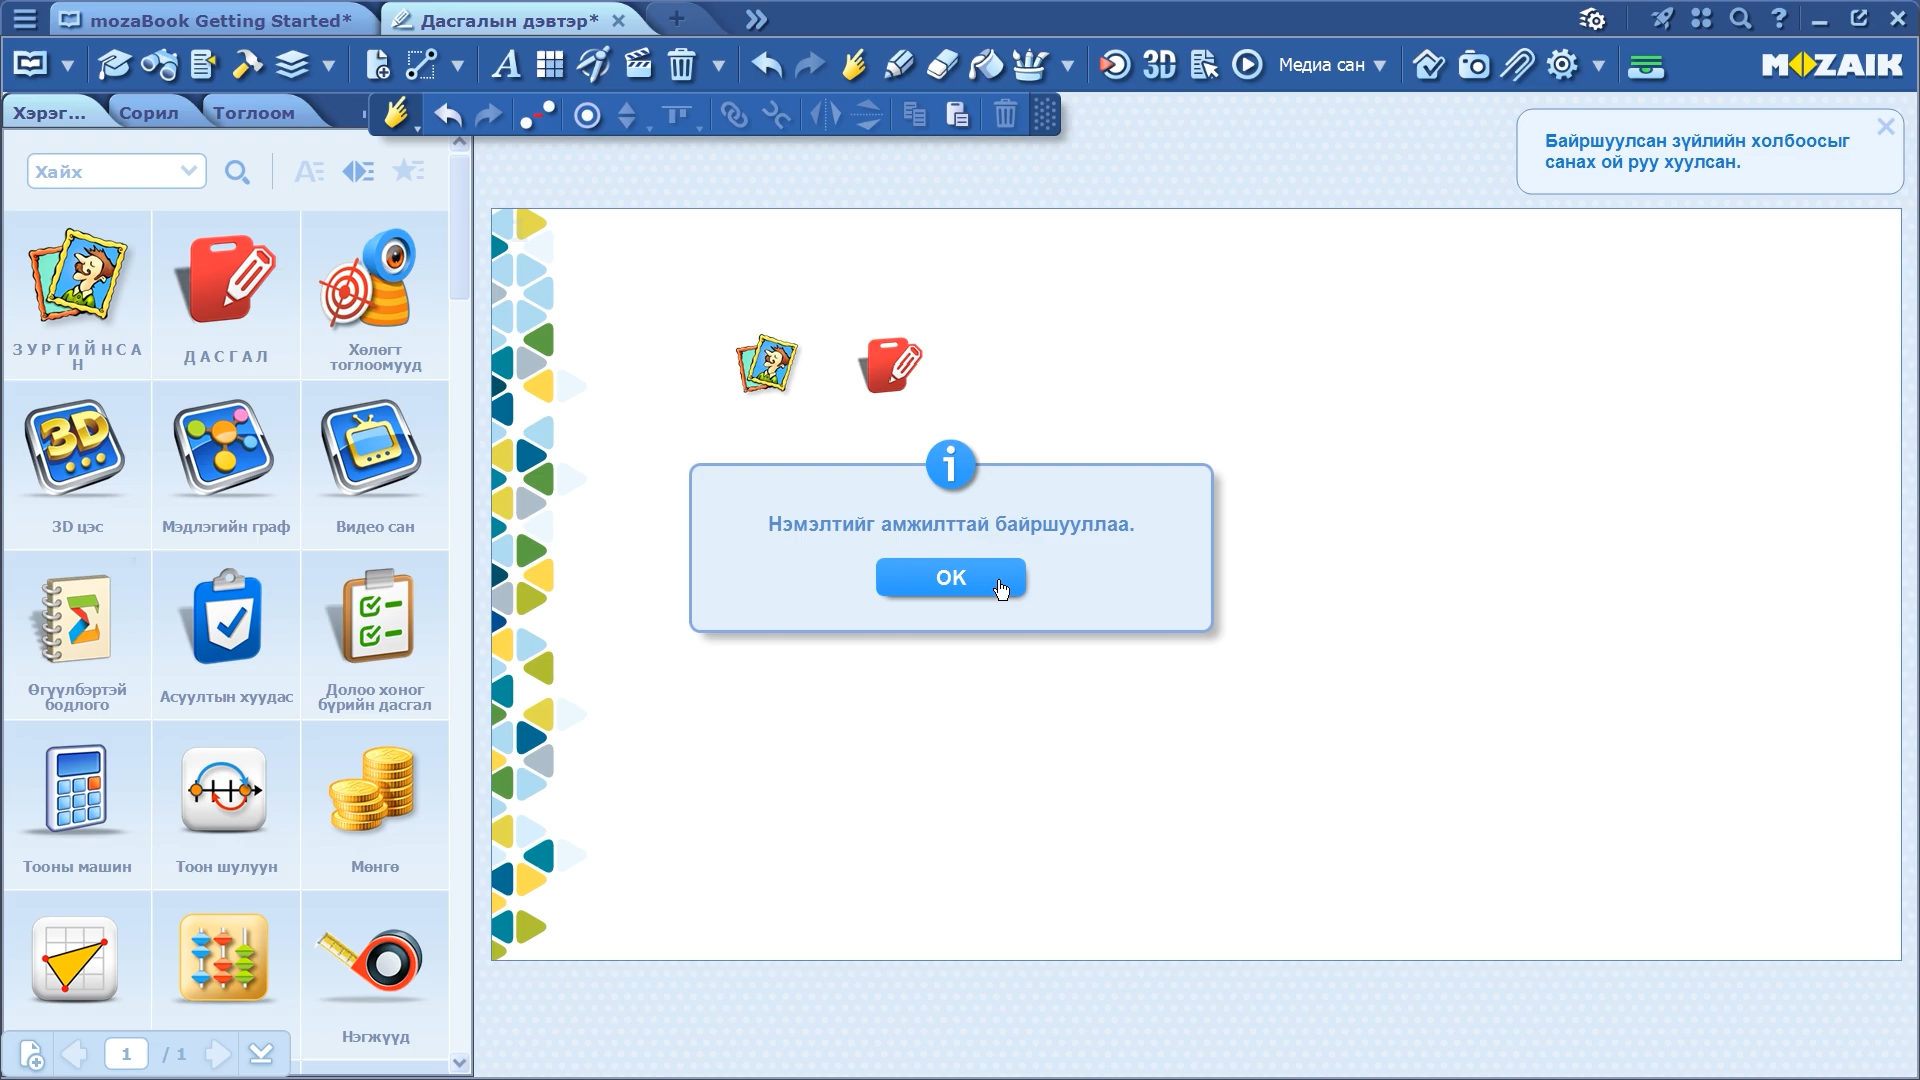 mozaBook Getting Started*
Дасгалын дэвтэр*
Медиа сан
MOZAIK
Хэрэг...
Сорил
Тоглоом
Байршуулсан зүйлийн холбоосыг
санах ой руу хуулсан.
Хайх
ЗУРГИЙН СА
Н
ДАСГАЛ
Хөлөгт
тоглоомууд
3D цэс
Мэдлэгийн граф
Видео сан
Нэмэлтийг амжилттай байршууллаа.
OK
Өгүүлбэртэй
бодлого
Асуултын хуудас
Долоо хоног
бүрийн дасгал
Тооны машин
Тоон шулуун
Мөнгө
Нэгжүүд
1 / 1